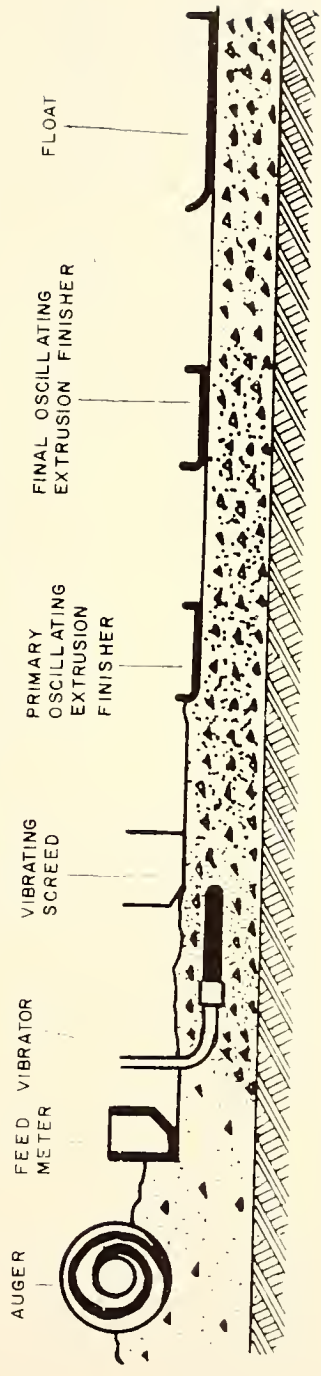 AUGER
FEED
METER
VIBRATOR
VIBRATING
SCREED
PRIMARY
OSCILLATING
EXTRUSION
FINISHER
FINAL OSCILLATING
EXTRUSION FINISHER
FLOAT